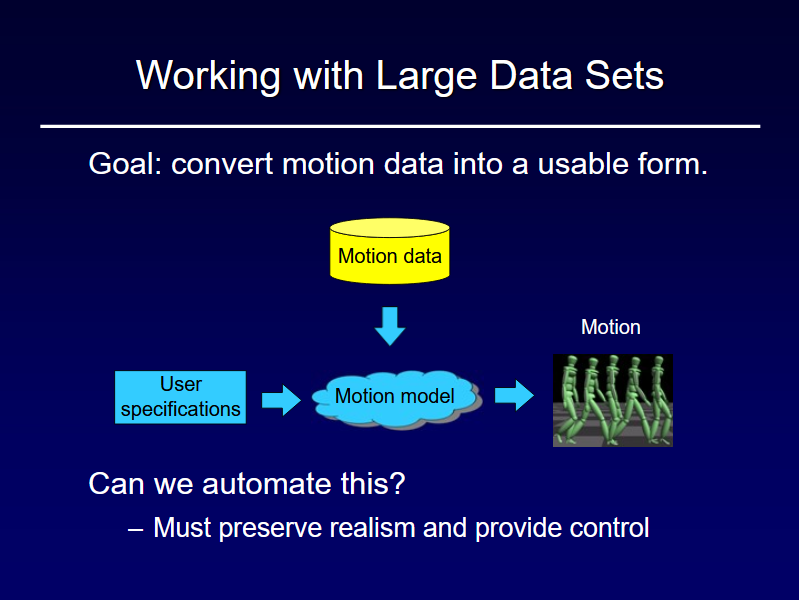 Working with Large Data Sets
Goal: convert motion data into a usable form.
Motion data
Motion
User
specifications
Motion model
Can we automate this?
– Must preserve realism and provide control